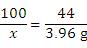 100/x = 44/3.96 g